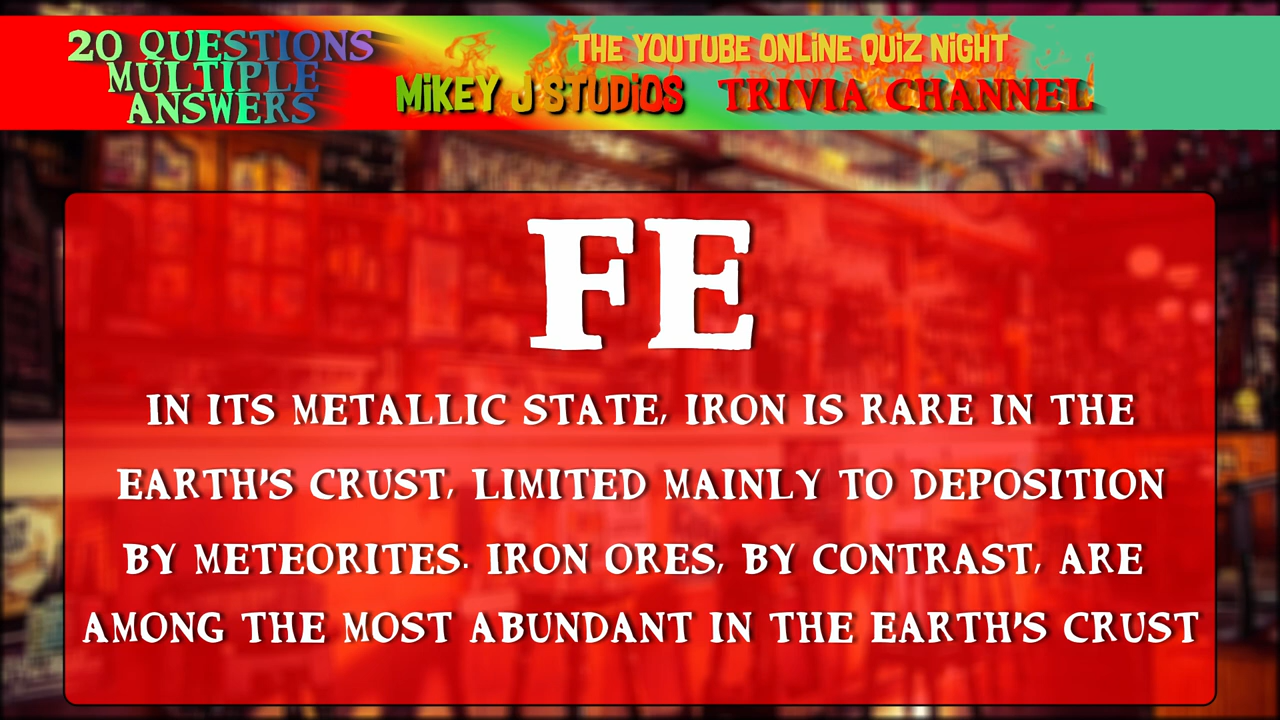 20 QUESTIONS
MULTIPLE
ANSWERS
THE YOUTUBE ONLINE QUIZ NIGHT
MIKEY J STUDIOS TRIVIA CHANNEL
FE
IN ITS METALLIC STATE, IRON IS RARE IN THE
EARTH'S CRUST, LIMITED MAINLY TO DEPOSITION
BY METEORITES. IRON ORES, BY CONTRAST, ARE
AMONG THE MOST ABUNDANT IN THE EARTH'S CRUST